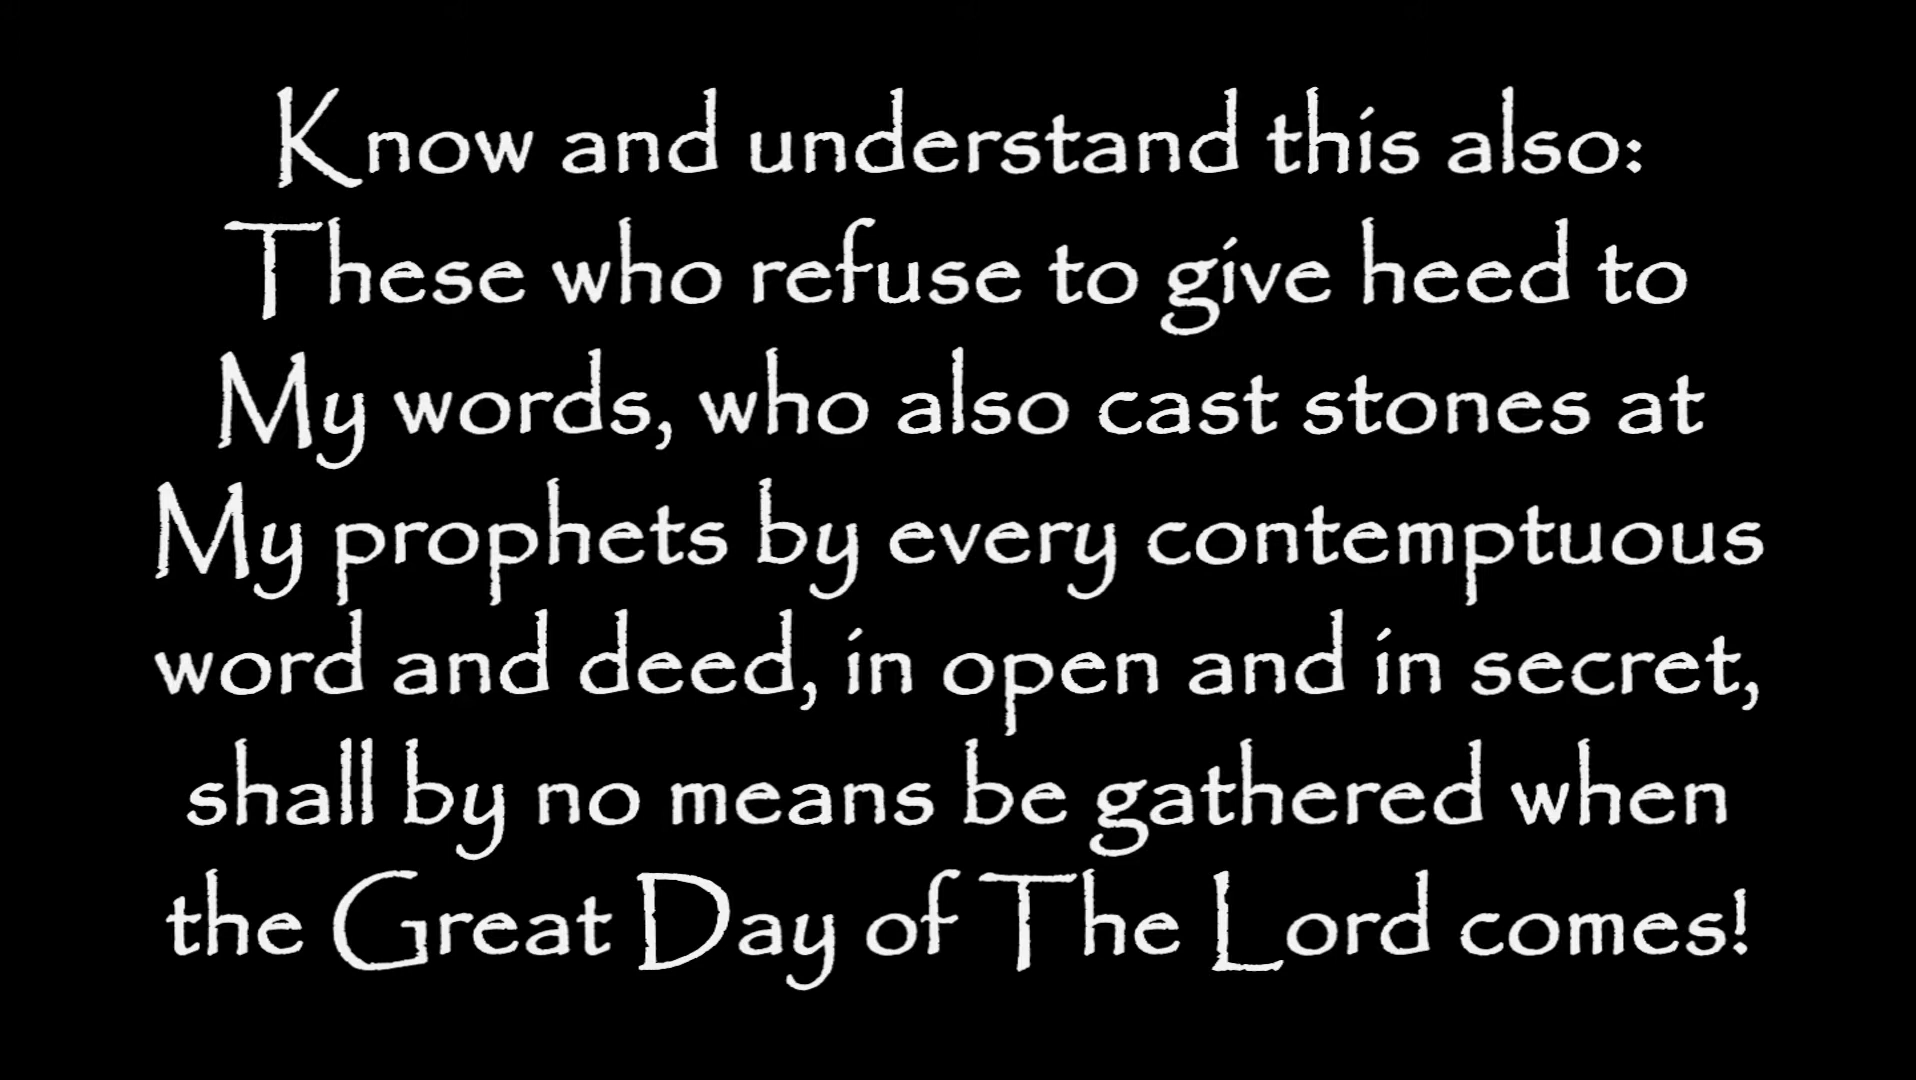 Know and understand this also:
These who refuse to give heed to
My words, who also cast stones at
My prophets by every contemptuous
word and deed, in open and in secret,
shall by no means be gathered when
the Great Day of The Lord comes!